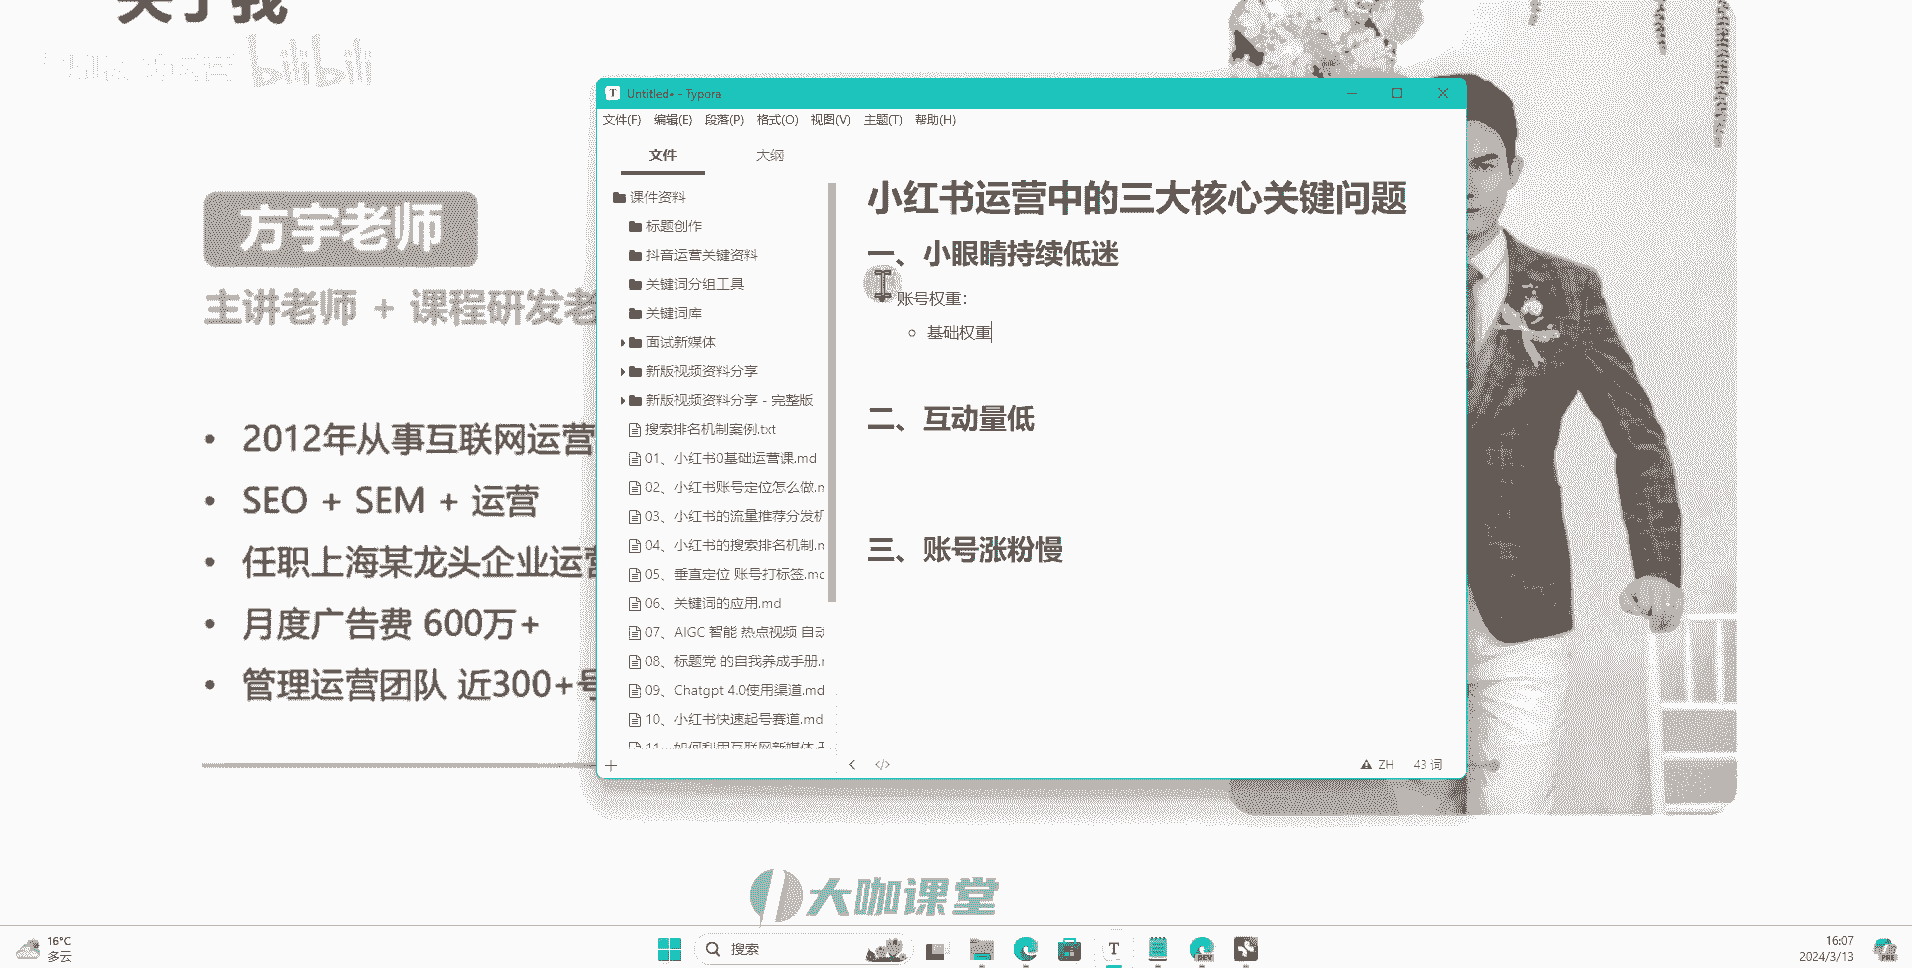 关于我
bilibili
方宇老师
主讲老师 + 课程研发老
2012年从事互联网运营
SEO + SEM + 运营
任职上海某龙头企业运营
月度广告费 600万+
管理运营团队 近300+号
Untitled• - Typora
文件(F) 编辑(E) 段落(P) 格式(O) 视图(V) 主题(T) 帮助(H)
文件 大纲
课件资料
标题创作
抖音运营关键资料
关键词分组工具
关键词库
面试新媒体
新版视频资料分享
新版视频资料分享 - 完整版
搜索排名机制案例.txt
01、小红书0基础运营课.md
02、小红书账号定位怎么做.m
03、小红书的流量推荐分发机
04、小红书的搜索排名机制.m
05、垂直定位 账号打标签.md
06、关键词的应用.md
07、AIGC 智能 热点视频 自动
08、标题党 的自我养成手册.m
09、Chatgpt 4.0使用渠道.md
10、小红书快速起号赛道.md
11、如何利用互联网新媒体
小红书运营中的三大核心关键问题
一、小眼睛持续低迷
账号权重：
基础权重
二、互动量低
三、账号涨粉慢
ZH 43 词
大咖课堂
16°C
多云
搜索
T
DEV
16:07
2024/3/13
PRE